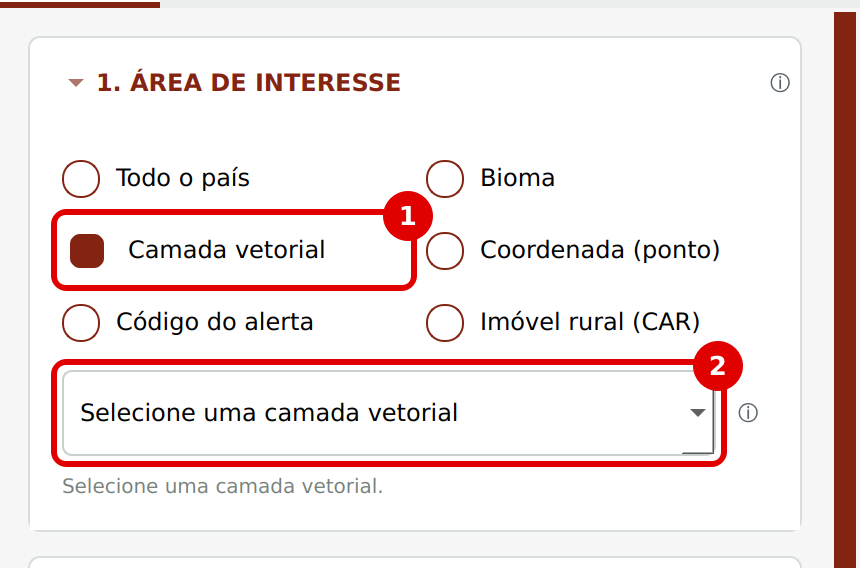 1. ÁREA DE INTERESSE
Todo o país
Bioma
1
Camada vetorial
Coordenada (ponto)
Código do alerta
Imóvel rural (CAR)
2
Selecione uma camada vetorial
Selecione uma camada vetorial.